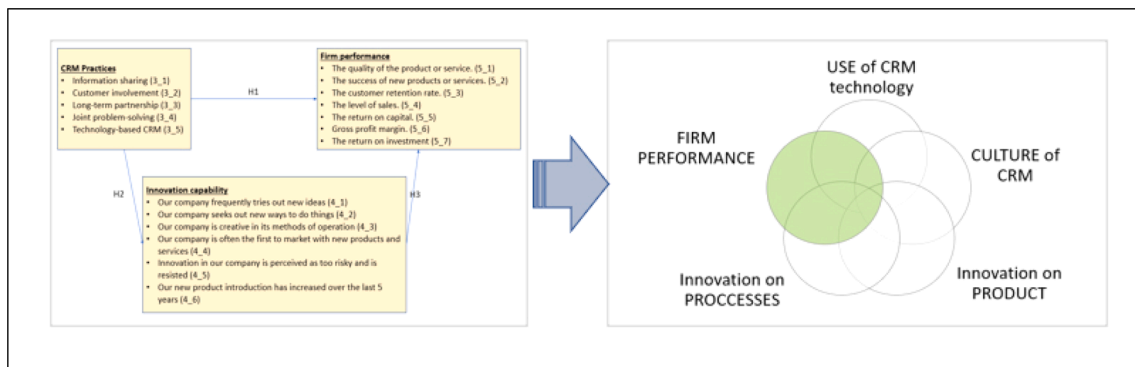 CRM Practices
• Information sharing (3_1)
• Customer involvement (3_2)
• Long-term partnership (3_3)
• Joint problem-solving (3_4)
• Technology-based CRM (3_5)
H1
Firm performance
• The quality of the product or service. (5_1)
• The success of new products or services. (5_2)
• The customer retention rate. (5_3)
• The level of sales. (5_4)
• The return on capital. (5_5)
• Gross profit margin. (5_6)
• The return on investment (5_7)
H2
H3
Innovation capability
• Our company frequently tries out new ideas (4_1)
• Our company seeks out new ways to do things (4_2)
• Our company is creative in its methods of operation (4_3)
• Our company is often the first to market with new products and
services (4_4)
• Innovation in our company is perceived as too risky and is
resisted (4_5)
• Our new product introduction has increased over the last 5
years (4_6)
USE of CRM
technology
FIRM
PERFORMANCE
CULTURE of
CRM
Innovation on
PROCCESSES
Innovation on
PRODUCT